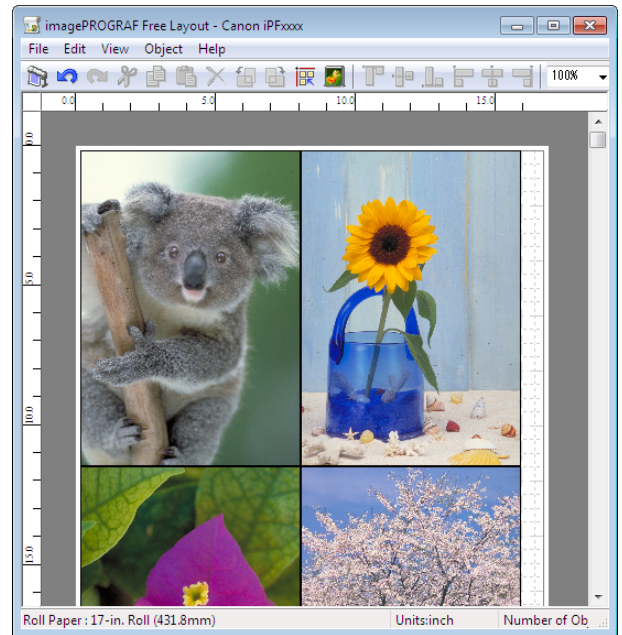 imagePROGRAF Free Layout - Canon iPFxxxx
File Edit View Object Help
100%
0.0 5.0 10.0 15.0
0.0
5.0
10.0
15.0
Roll Paper : 17-in. Roll (431.8mm) Units:inch Number of Ob